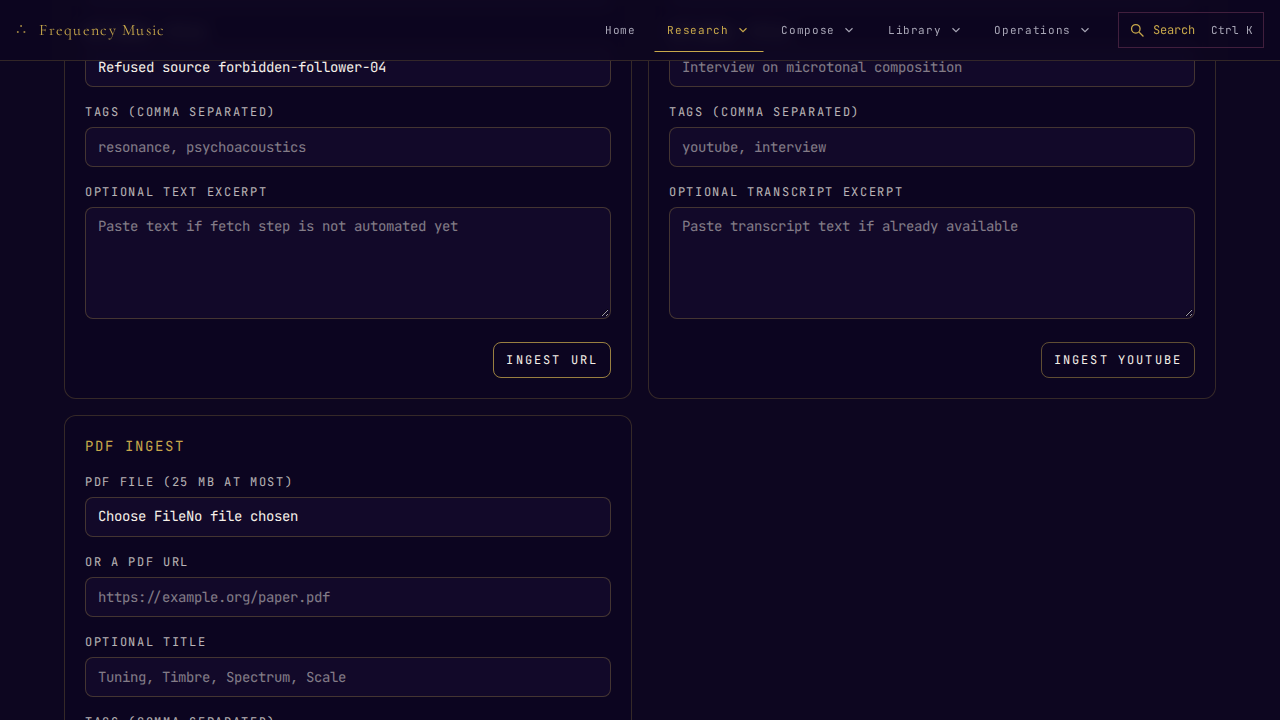 ∴ Frequency Music
Home
Research
Compose
Library
Operations
Search Ctrl K
Refused source forbidden-follower-04
TAGS (COMMA SEPARATED)
resonance, psychoacoustics
OPTIONAL TEXT EXCERPT
Paste text if fetch step is not automated yet
INGEST URL
Interview on microtonal composition
TAGS (COMMA SEPARATED)
youtube, interview
OPTIONAL TRANSCRIPT EXCERPT
Paste transcript text if already available
INGEST YOUTUBE
PDF INGEST
PDF FILE (25 MB AT MOST)
Choose FileNo file chosen
OR A PDF URL
https://example.org/paper.pdf
OPTIONAL TITLE
Tuning, Timbre, Spectrum, Scale
TAGS (COMMA SEPARATED)